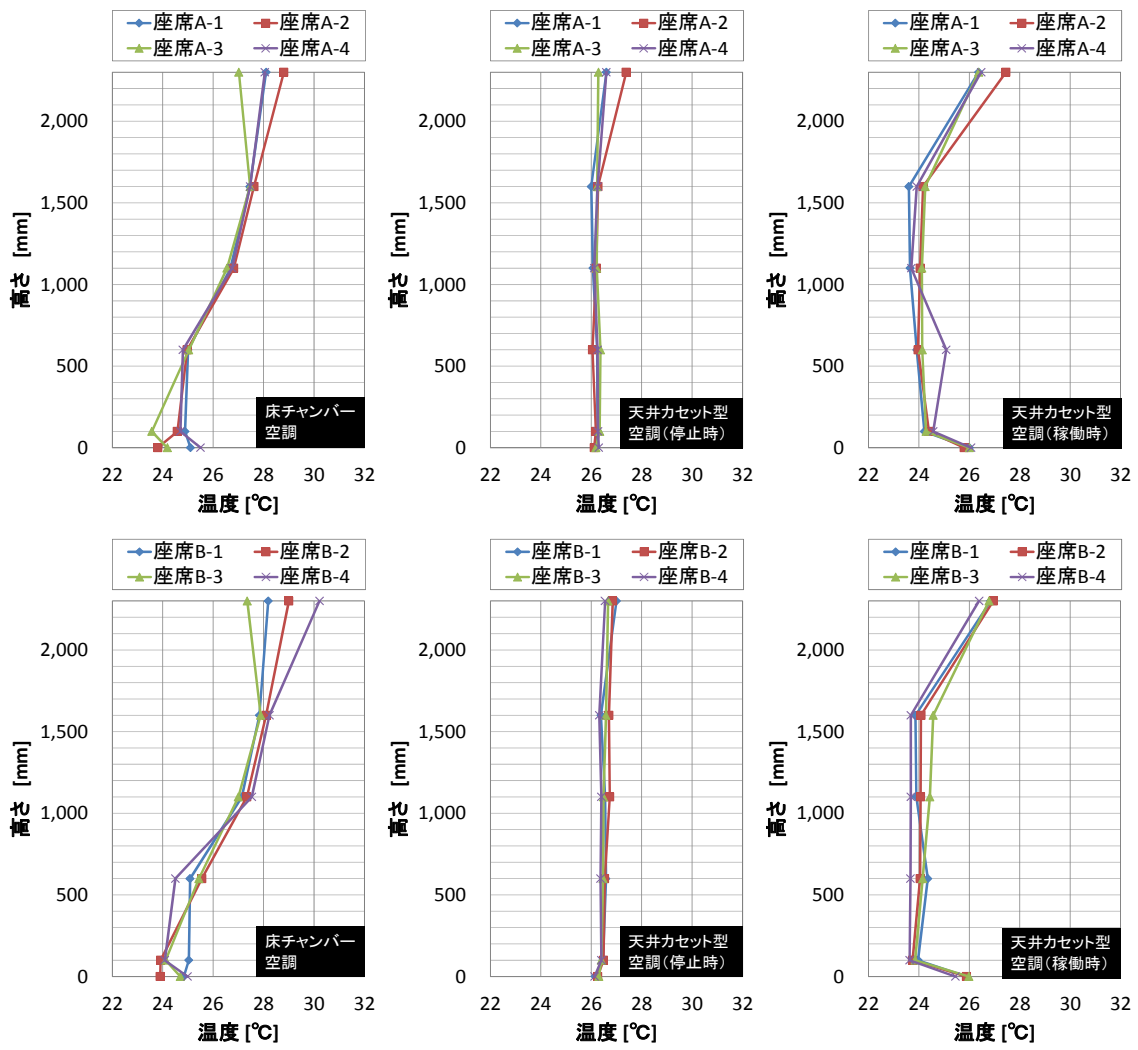 座席A-1 座席A-2
座席A-3 座席A-4
2,000
1,500
1,000
500
0
高さ [mm]
床チャンバー
空調
22 24 26 28 30 32
温度 [℃]
座席A-1 座席A-2
座席A-3 座席A-4
2,000
1,500
1,000
500
0
高さ [mm]
天井カセット型
空調(停止時)
22 24 26 28 30 32
温度 [℃]
座席A-1 座席A-2
座席A-3 座席A-4
2,000
1,500
1,000
500
0
高さ [mm]
天井カセット型
空調(稼働時)
22 24 26 28 30 32
温度 [℃]
座席B-1 座席B-2
座席B-3 座席B-4
2,000
1,500
1,000
500
0
高さ [mm]
床チャンバー
空調
22 24 26 28 30 32
温度 [℃]
座席B-1 座席B-2
座席B-3 座席B-4
2,000
1,500
1,000
500
0
高さ [mm]
天井カセット型
空調(停止時)
22 24 26 28 30 32
温度 [℃]
座席B-1 座席B-2
座席B-3 座席B-4
2,000
1,500
1,000
500
0
高さ [mm]
天井カセット型
空調(稼働時)
22 24 26 28 30 32
温度 [℃]